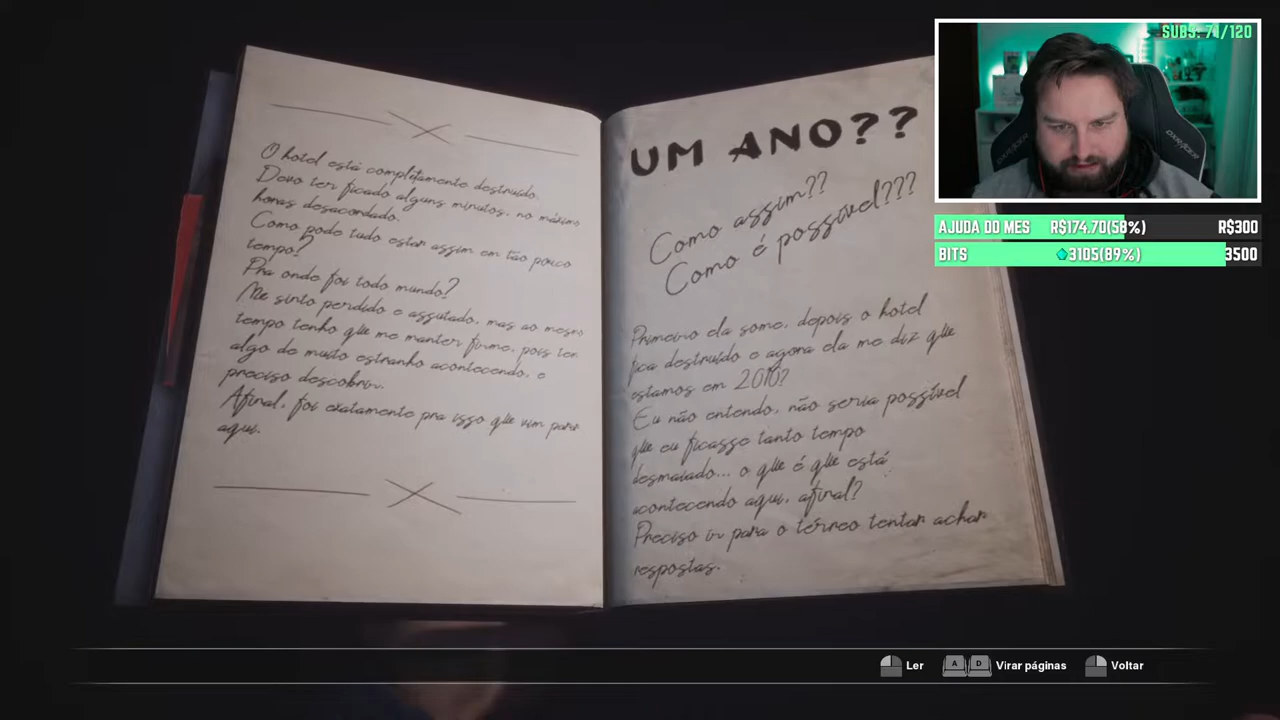 O hotel está completamente destruído.
Devo ter ficado alguns minutos, no máximo
horas desacordado.
Como pode tudo estar assim em tão pouco
tempo?
Pra onde foi todo mundo?
Me sinto perdido e assutado, mas ao mesmo
tempo tenho que me manter firme, pois tem
algo de muito estranho acontecendo, e
preciso descobrir.
Afinal, foi exatamente pra isso que vim para
aqui.
UM ANO??
Como assim??
Como é possível???
Primeiro ela some, depois o hotel
fica destruído e agora ela me diz que
estamos em 2010?
Eu não entendo, não seria possível
que eu ficasse tanto tempo
desmaiado... o que é que está
acontecendo aqui, afinal?
Preciso ir para o térreo tentar achar
respostas.
SUBS: 71/120
AJUDA DO MES R$174.70(58%) R$300
BITS 3105(89%) 3500
A D
Ler Virar páginas Voltar